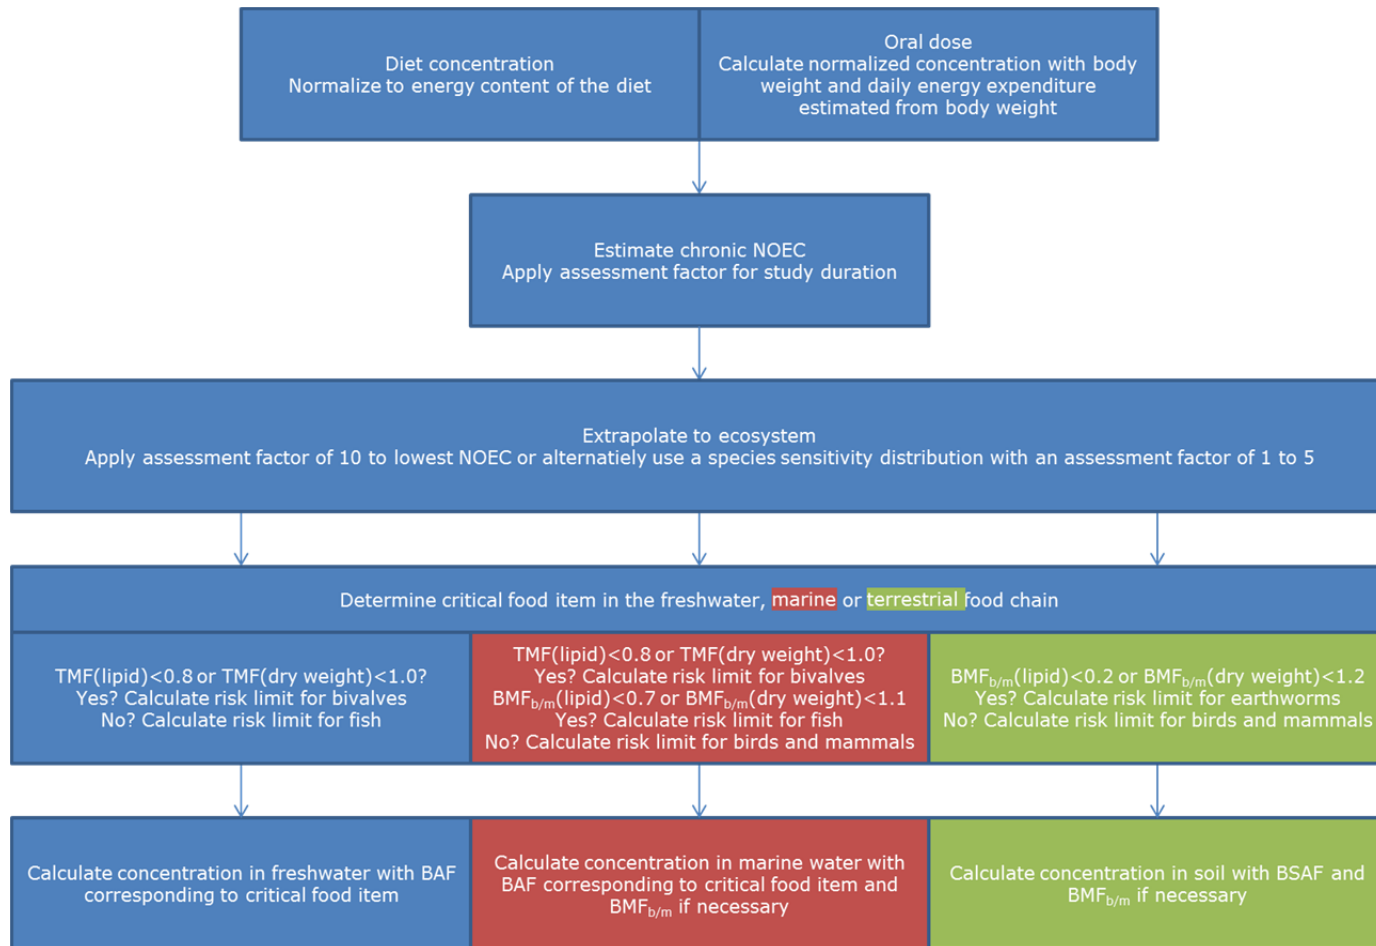 Diet concentration
Normalize to energy content of the diet
Oral dose
Calculate normalized concentration with body
weight and daily energy expenditure
estimated from body weight
Estimate chronic NOEC
Apply assessment factor for study duration
Extrapolate to ecosystem
Apply assessment factor of 10 to lowest NOEC or alternatiely use a species sensitivity distribution with an assessment factor of 1 to 5
Determine critical food item in the freshwater, marine or terrestrial food chain
TMF(lipid)<0.8 or TMF(dry weight)<1.0?
Yes? Calculate risk limit for bivalves
No? Calculate risk limit for fish
TMF(lipid)<0.8 or TMF(dry weight)<1.0?
Yes? Calculate risk limit for bivalves
BMFb/m(lipid)<0.7 or BMFb/m(dry weight)<1.1
Yes? Calculate risk limit for fish
No? Calculate risk limit for birds and mammals
BMFb/m(lipid)<0.2 or BMFb/m(dry weight)<1.2
Yes? Calculate risk limit for earthworms
No? Calculate risk limit for birds and mammals
Calculate concentration in freshwater with BAF
corresponding to critical food item
Calculate concentration in marine water with
BAF corresponding to critical food item and
BMFb/m if necessary
Calculate concentration in soil with BSAF and
BMFb/m if necessary